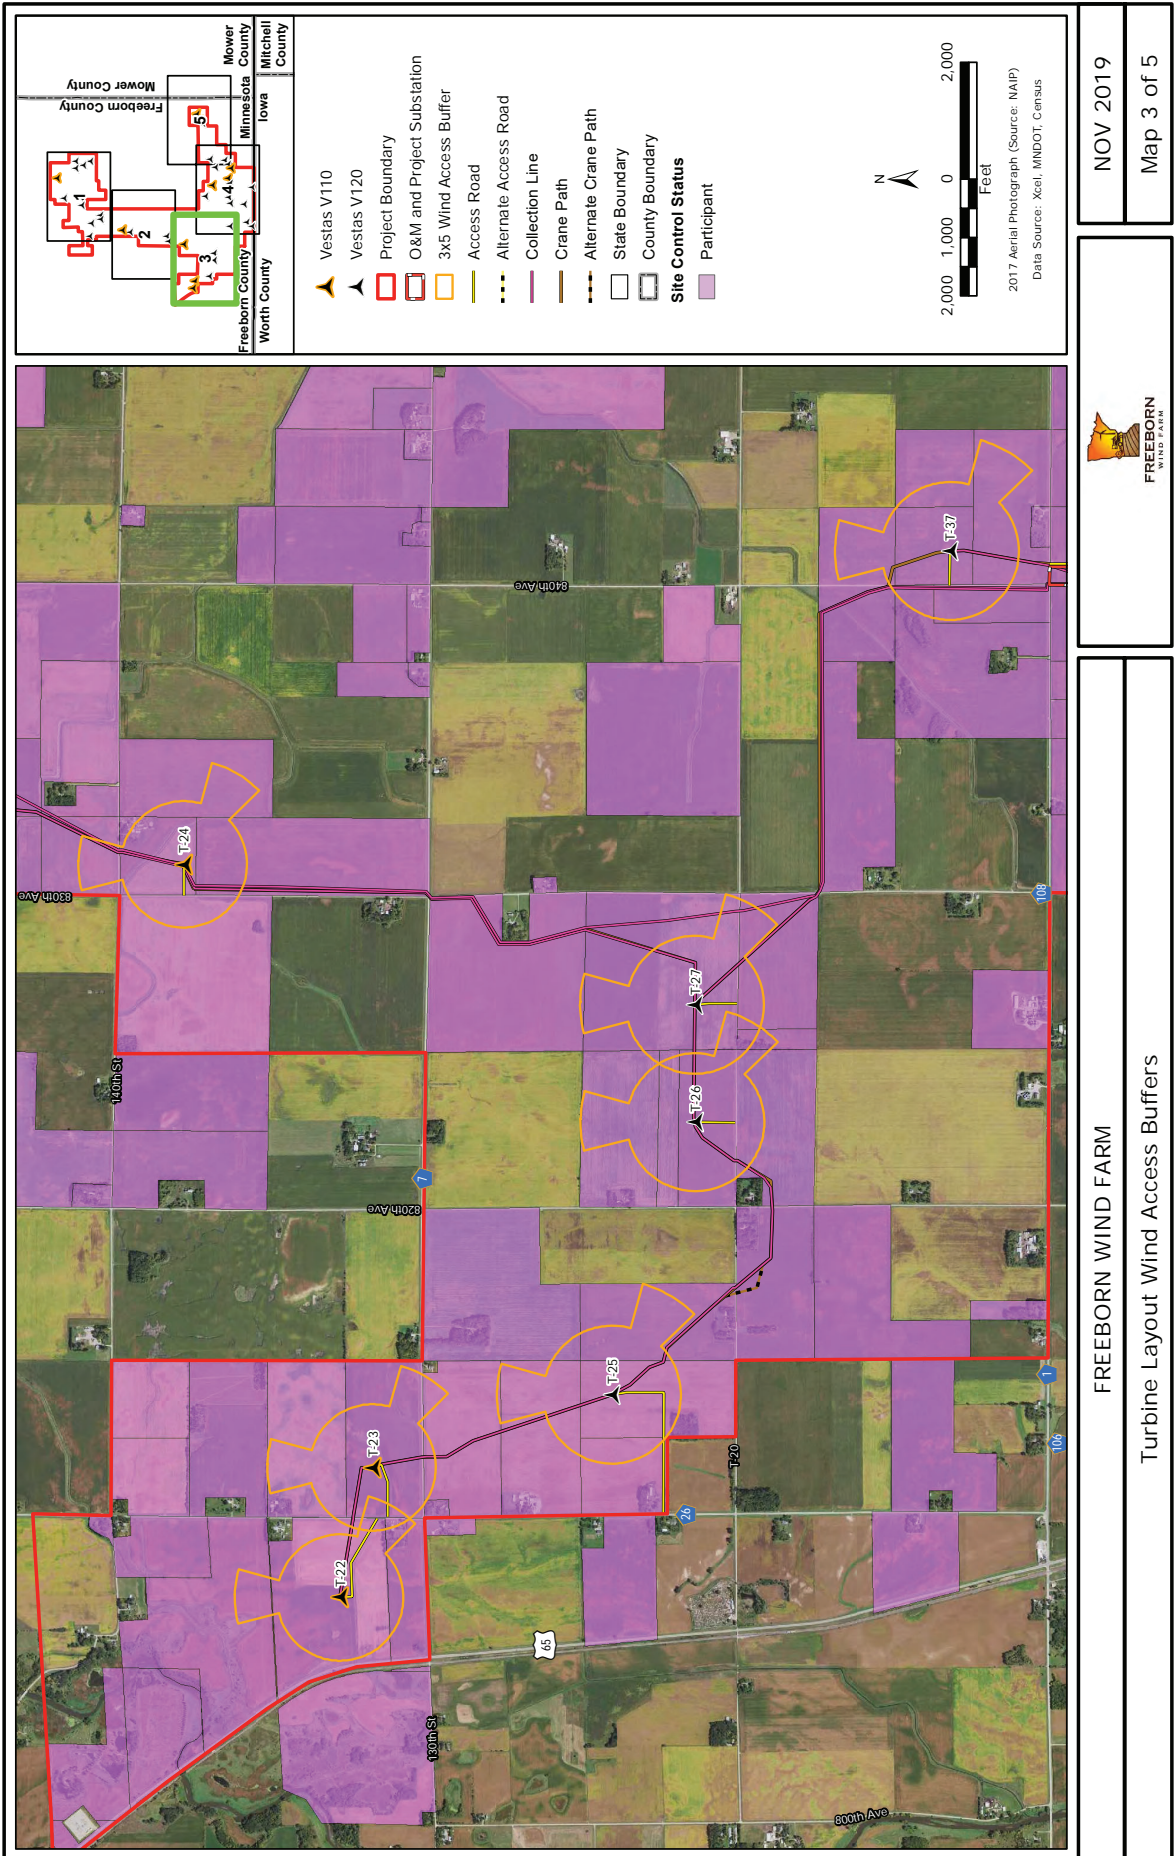 Mower County
Freeborn County
Mower County
Mitchell County
Minnesota
Iowa
Freeborn County
Worth County
1
2
3
4
5
Vestas V110
Vestas V120
Project Boundary
O&M and Project Substation
3x5 Wind Access Buffer
Access Road
Alternate Access Road
Collection Line
Crane Path
Alternate Crane Path
State Boundary
County Boundary
Site Control Status
Participant
N
2,000 1,000 0 2,000
Feet
2017 Aerial Photograph (Source: NAIP)
Data Source: Xcel, MNDOT, Census
140th St
830th Ave
840th Ave
820th Ave
130th St
800th Ave
T-20
T-22
T-23
T-24
T-25
T-26
T-27
T-37
7
26
65
108
1
106
FREEBORN WIND FARM
Turbine Layout Wind Access Buffers
FREEBORN
WIND FARM
NOV 2019
Map 3 of 5